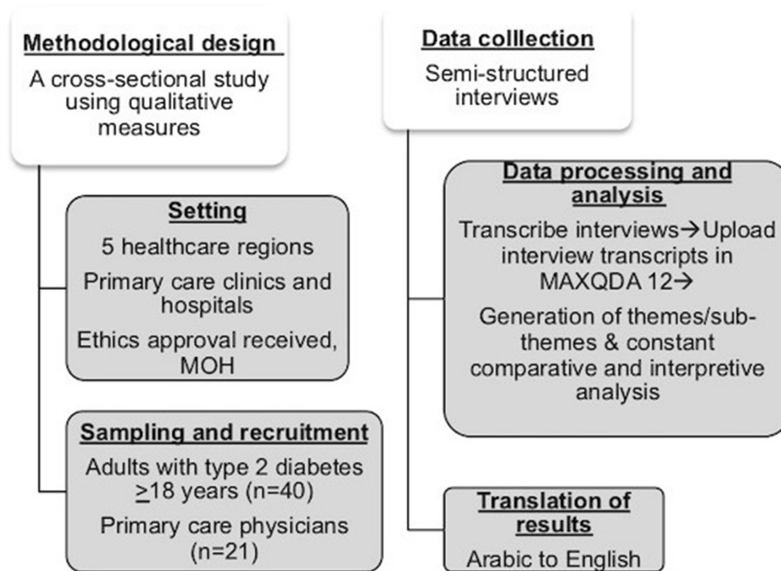 Methodological design
A cross-sectional study
using qualitative
measures
Setting
5 healthcare regions
Primary care clinics and
hospitals
Ethics approval received,
MOH
Sampling and recruitment
Adults with type 2 diabetes
≥18 years (n=40)
Primary care physicians
(n=21)
Data colllection
Semi-structured
interviews
Data processing and
analysis
Transcribe interviews→Upload
interview transcripts in
MAXQDA 12→
Generation of themes/sub-
themes & constant
comparative and interpretive
analysis
Translation of
results
Arabic to English